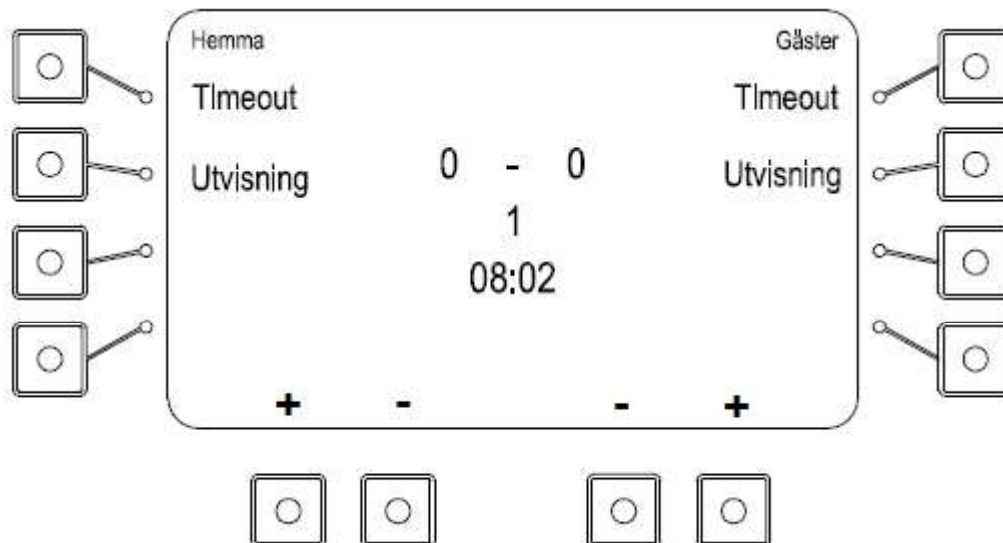 Hemma Gäster
TImeout TImeout
Utvisning 0 - 0 Utvisning
1
08:02
+ - - +